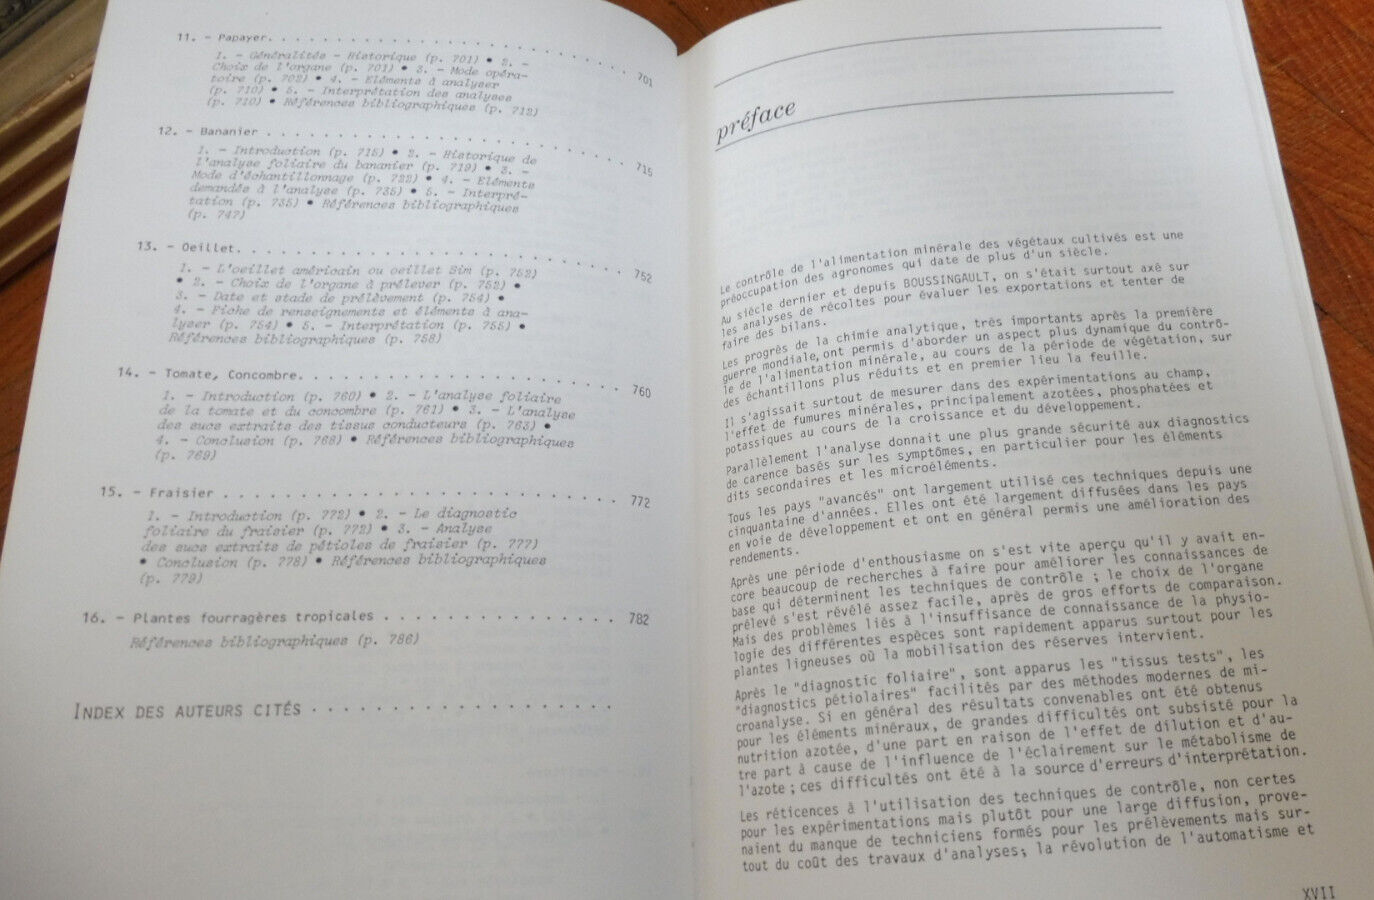 11. - Papayer. . . . . . . . . . . . . . . . . . . . . . . . . . . 701
1. - Généralités - Historique (p. 701) • 2. -
Choix de l'organe (p. 701) • 3. - Mode opéra-
toire (p. 702) • 4. - Eléments à analyser
(p. 710) • 5. - Interprétation des analyses
(p. 710) • Références bibliographiques (p. 712)
12. - Bananier . . . . . . . . . . . . . . . . . . . . . . . . . . . 715
1. - Introduction (p. 715) • 2. - Historique de
l'analyse foliaire du bananier (p. 719) • 3. -
Mode d'échantillonnage (p. 722) • 4. - Eléments
demandés à l'analyse (p. 735) • 5. - Interpré-
tation (p. 735) • Références bibliographiques
(p. 747)
13. - Oeillet. . . . . . . . . . . . . . . . . . . . . . . . . . . 752
1. - L'oeillet américain ou oeillet Sim (p. 752)
• 2. - Choix de l'organe à prélever (p. 752) •
3. - Date et stade de prélèvement (p. 754) •
4. - Fiche de renseignements et éléments à ana-
lyser (p. 754) • 5. - Interprétation (p. 755) •
Références bibliographiques (p. 758)
14. - Tomate, Concombre. . . . . . . . . . . . . . . . . . . . . . 760
1. - Introduction (p. 760) • 2. - L'analyse foliaire
de la tomate et du concombre (p. 761) • 3. - L'analyse
des sucs extraits des tissus conducteurs (p. 763) •
4. - Conclusion (p. 768) • Références bibliographiques
(p. 769)
15. - Fraisier . . . . . . . . . . . . . . . . . . . . . . . . . . . 772
1. - Introduction (p. 772) • 2. - Le diagnostic
foliaire du fraisier (p. 772) • 3. - Analyse
des sucs extraits de pétioles de fraisier (p. 777)
• Conclusion (p. 778) • Références bibliographiques
(p. 779)
16. - Plantes fourragères tropicales . . . . . . . . . . . . . . . . 782
Références bibliographiques (p. 786)
INDEX DES AUTEURS CITÉS . . . . . . . . . . . . . . . . . . .
préface
Le contrôle de l'alimentation minérale des végétaux cultivés est une
préoccupation des agronomes qui date de plus d'un siècle.
Au siècle dernier et depuis BOUSSINGAULT, on s'était surtout axé sur
les analyses de récoltes pour évaluer les exportations et tenter de
faire des bilans.
Les progrès de la chimie analytique, très importants après la première
guerre mondiale, ont permis d'aborder un aspect plus dynamique du contrô-
le de l'alimentation minérale, au cours de la période de végétation, sur
des échantillons plus réduits et en premier lieu la feuille.
Il s'agissait surtout de mesurer dans des expérimentations au champ,
l'effet de fumures minérales, principalement azotées, phosphatées et
potassiques au cours de la croissance et du développement.
Parallèlement l'analyse donnait une plus grande sécurité aux diagnostics
de carence basés sur les symptômes, en particulier pour les éléments
dits secondaires et les microéléments.
Tous les pays "avancés" ont largement utilisé ces techniques depuis une
cinquantaine d'années. Elles ont été largement diffusées dans les pays
en voie de développement et ont en général permis une amélioration des
rendements.
Après une période d'enthousiasme on s'est vite aperçu qu'il y avait en-
core beaucoup de recherches à faire pour améliorer les connaissances de
base qui déterminent les techniques de contrôle ; le choix de l'organe
prélevé s'est révélé assez facile, après de gros efforts de comparaison.
Mais des problèmes liés à l'insuffisance de connaissance de la physio-
logie des différentes espèces sont rapidement apparus surtout pour les
plantes ligneuses où la mobilisation des réserves intervient.
Après le "diagnostic foliaire", sont apparus les "tissus tests", les
"diagnostics pétiolaires" facilités par des méthodes modernes de mi-
croanalyse. Si en général des résultats convenables ont été obtenus
pour les éléments minéraux, de grandes difficultés ont subsisté pour la
nutrition azotée, d'une part en raison de l'effet de dilution et d'au-
tre part à cause de l'influence de l'éclairement sur le métabolisme de
l'azote ; ces difficultés ont été à la source d'erreurs d'interprétation.
Les réticences à l'utilisation des techniques de contrôle, non certes
pour les expérimentations mais plutôt pour une large diffusion, prove-
naient du manque de techniciens formés pour les prélèvements mais sur-
tout du coût des travaux d'analyses; la révolution de l'automatisme et
XVII